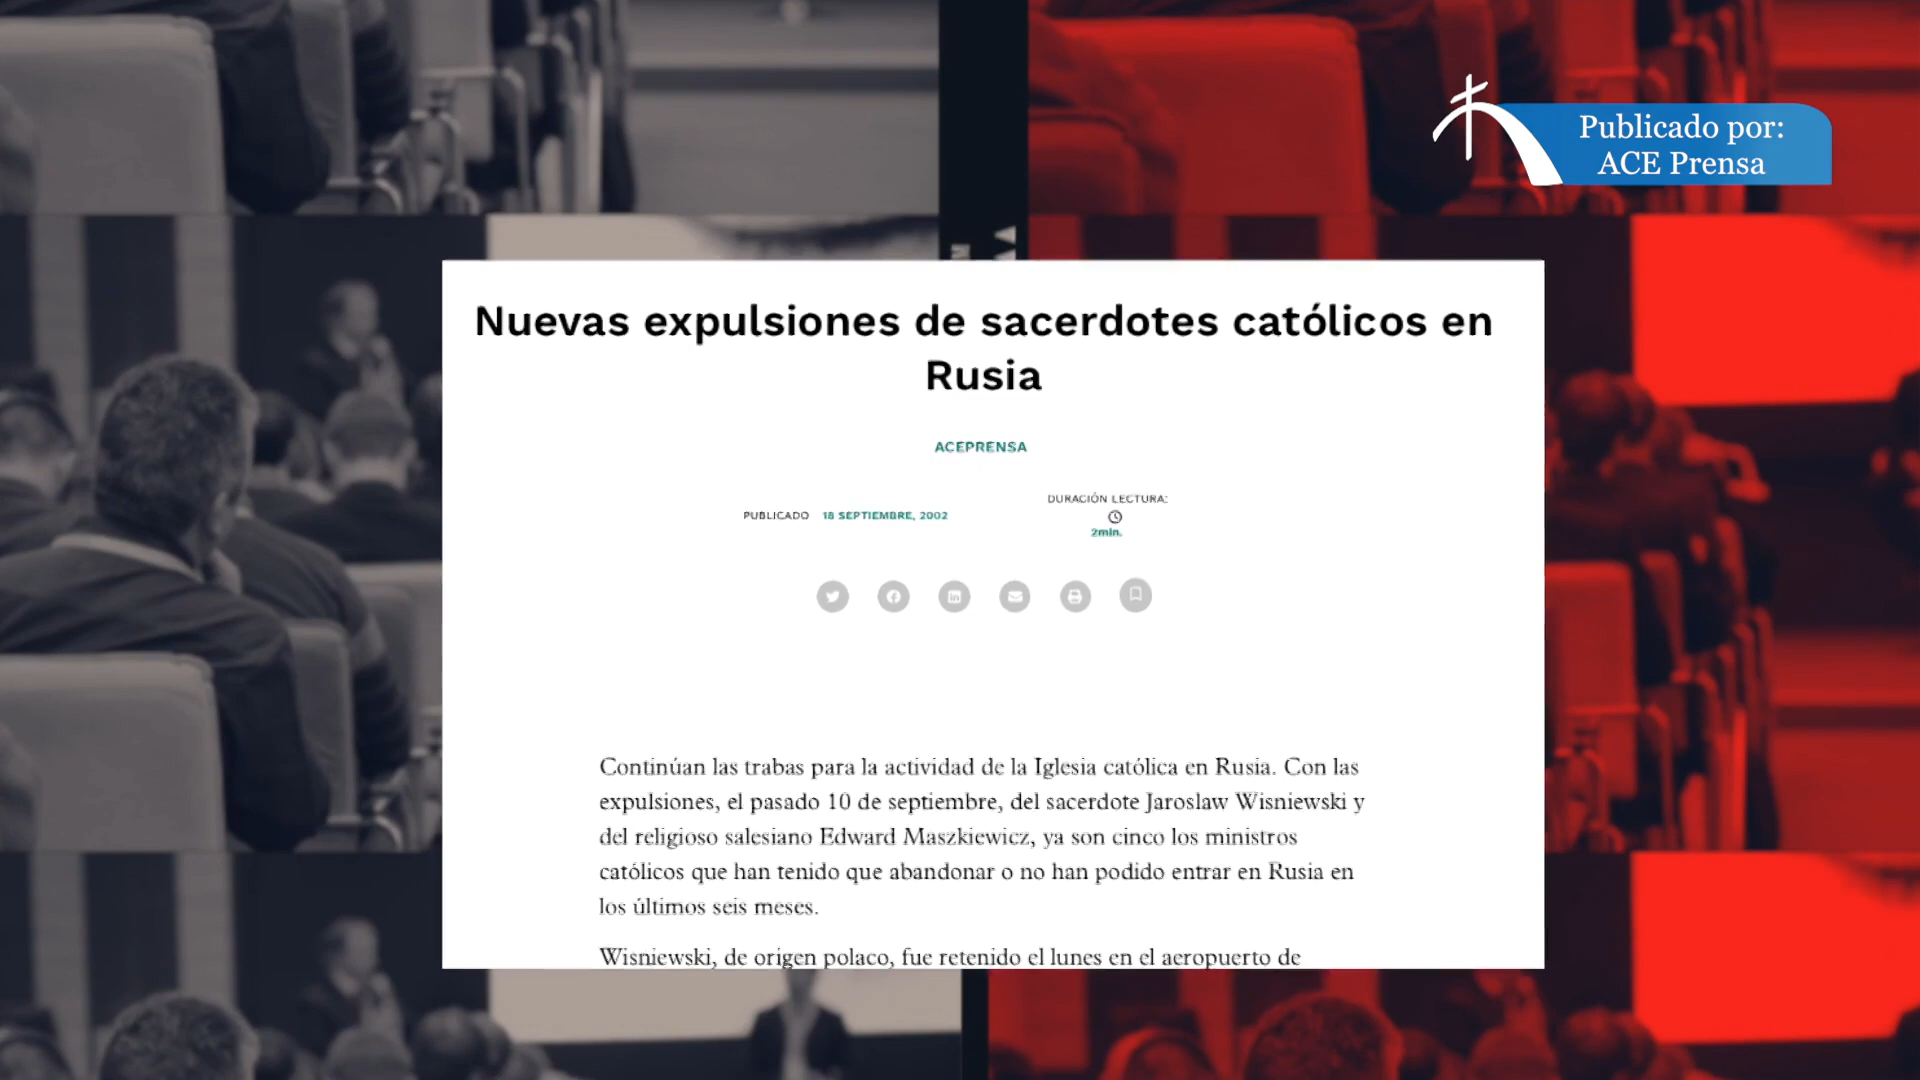 Publicado por:
ACE Prensa
Nuevas expulsiones de sacerdotes católicos en
Rusia
ACEPRENSA
PUBLICADO 18 SEPTIEMBRE, 2002
DURACIÓN LECTURA:
2min.
Continúan las trabas para la actividad de la Iglesia católica en Rusia. Con las
expulsiones, el pasado 10 de septiembre, del sacerdote Jaroslaw Wisniewski y
del religioso salesiano Edward Maszkiewicz, ya son cinco los ministros
católicos que han tenido que abandonar o no han podido entrar en Rusia en
los últimos seis meses.
Wisniewski, de origen polaco, fue retenido el lunes en el aeropuerto de